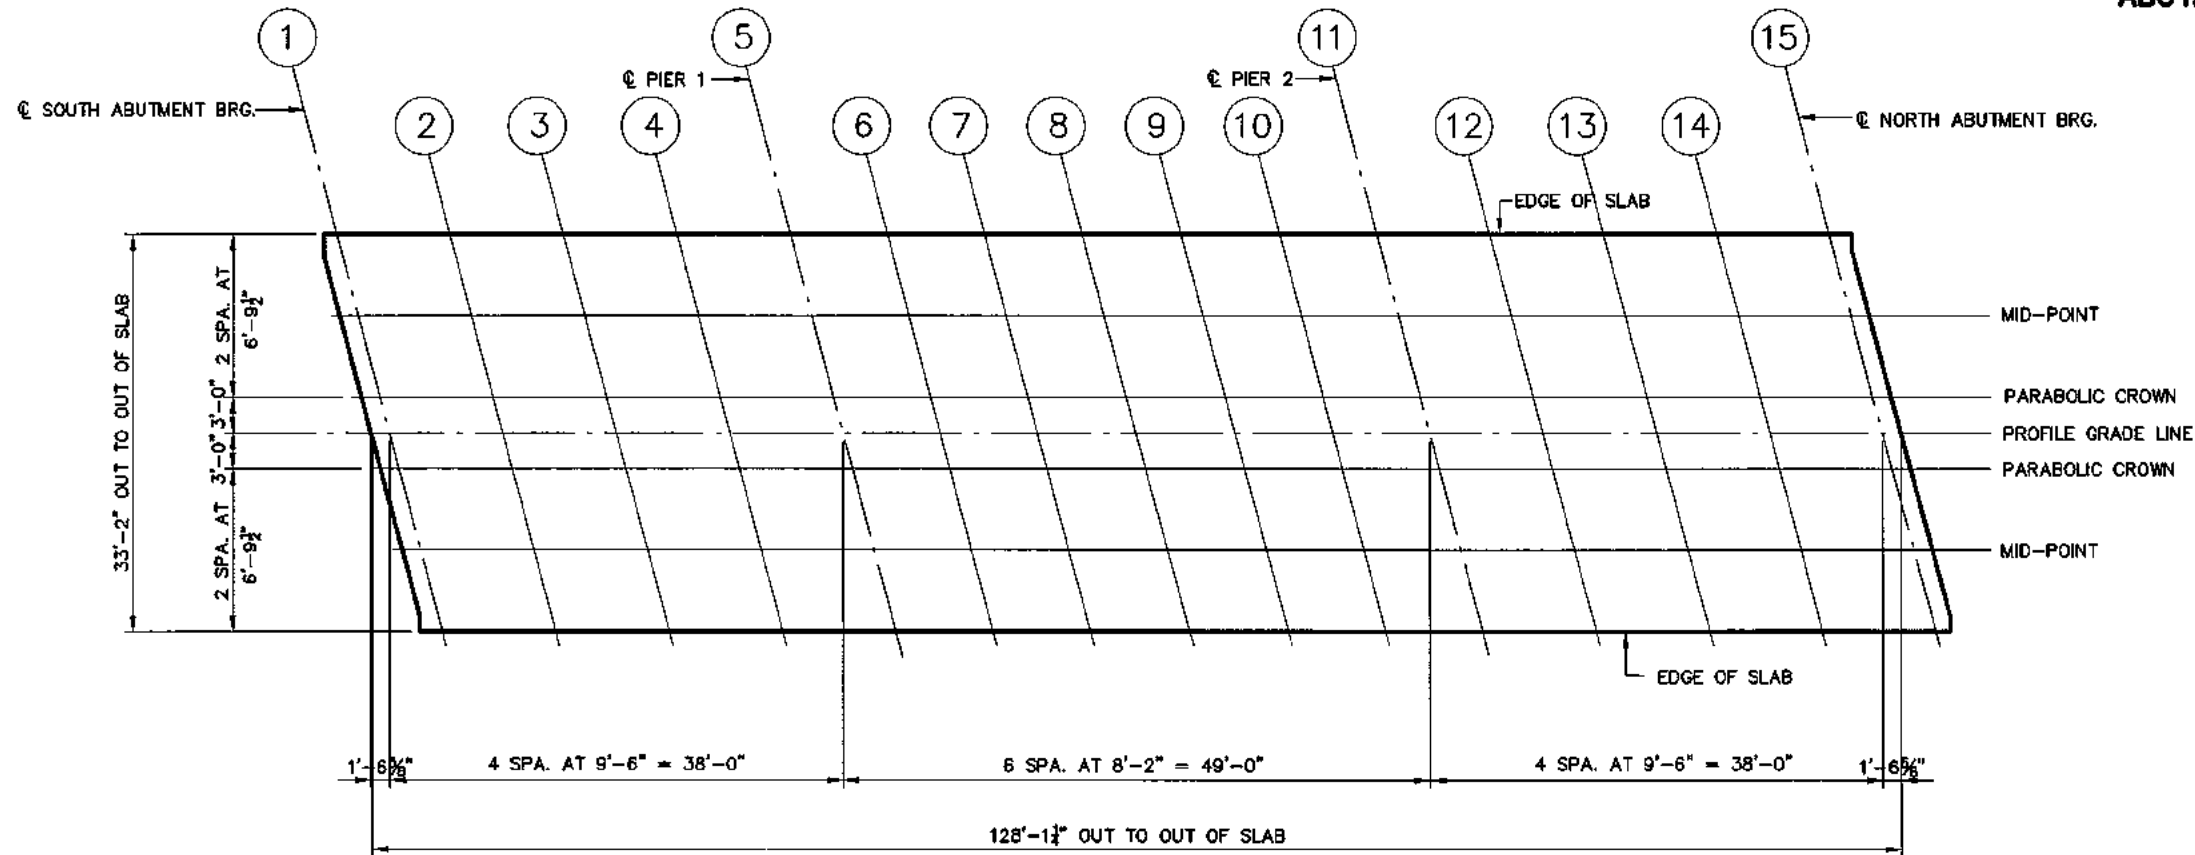 1
5
11
15
℄ PIER 1
℄ PIER 2
℄ SOUTH ABUTMENT BRG.
℄ NORTH ABUTMENT BRG.
2
3
4
6
7
8
9
10
12
13
14
EDGE OF SLAB
33'-2" OUT TO OUT OF SLAB
2 SPA. AT
6'-9½"
3'-0"
3'-0"
2 SPA. AT
6'-9½"
MID-POINT
PARABOLIC CROWN
PROFILE GRADE LINE
PARABOLIC CROWN
MID-POINT
EDGE OF SLAB
1'-6⅝"
4 SPA. AT 9'-6" = 38'-0"
6 SPA. AT 8'-2" = 49'-0"
4 SPA. AT 9'-6" = 38'-0"
1'-6⅝"
128'-1¼" OUT TO OUT OF SLAB